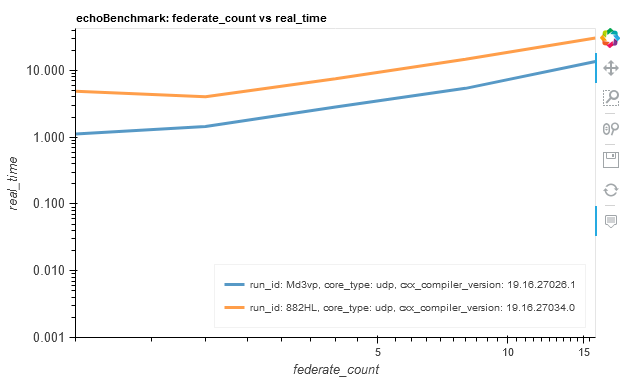 echoBenchmark: federate_count vs real_time
10.000
1.000
0.100
0.010
0.001
real_time
run_id: Md3vp, core_type: udp, cxx_compiler_version: 19.16.27026.1
run_id: 882HL, core_type: udp, cxx_compiler_version: 19.16.27034.0
5
10
15
federate_count